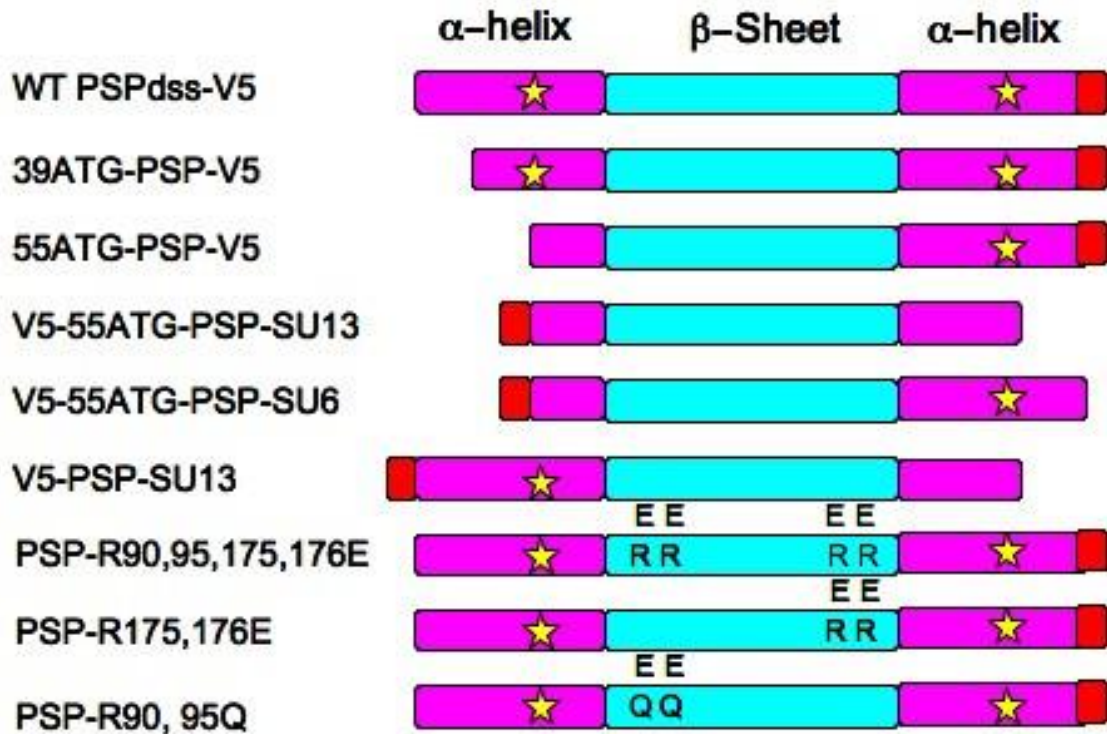 α-helix β-Sheet α-helix
WT PSPdss-V5
39ATG-PSP-V5
55ATG-PSP-V5
V5-55ATG-PSP-SU13
V5-55ATG-PSP-SU6
V5-PSP-SU13
E E E E
PSP-R90,95,175,176E R R R R
E E
PSP-R175,176E R R
E E
PSP-R90, 95Q Q Q